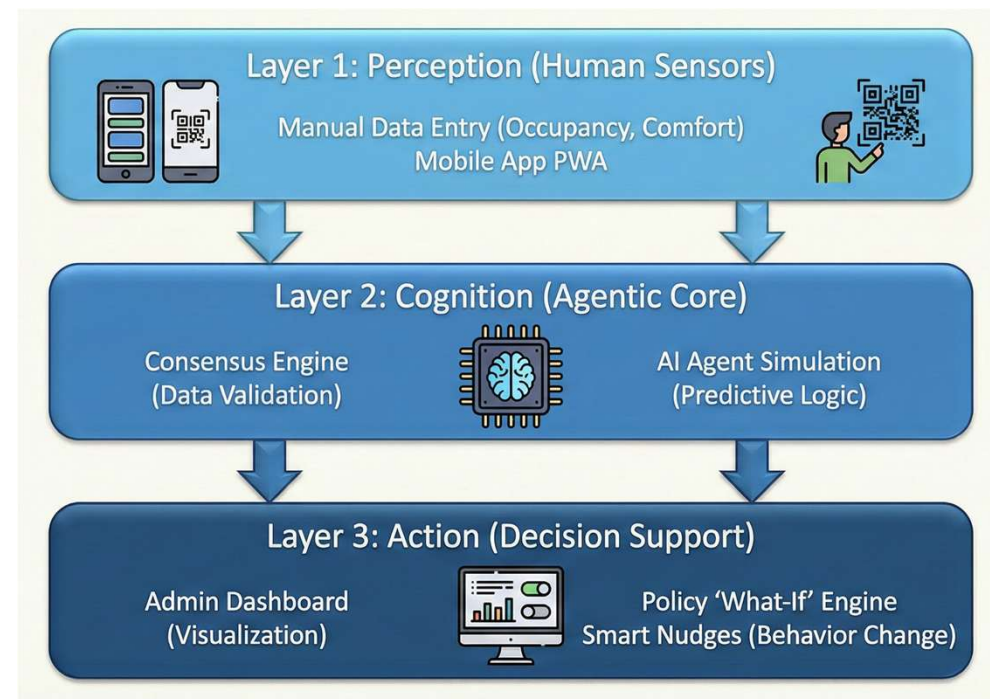 Layer 1: Perception (Human Sensors)
Manual Data Entry (Occupancy, Comfort)
Mobile App PWA
Layer 2: Cognition (Agentic Core)
Consensus Engine
(Data Validation)
AI Agent Simulation
(Predictive Logic)
Layer 3: Action (Decision Support)
Admin Dashboard
(Visualization)
Policy ‘What-If’ Engine
Smart Nudges (Behavior Change)